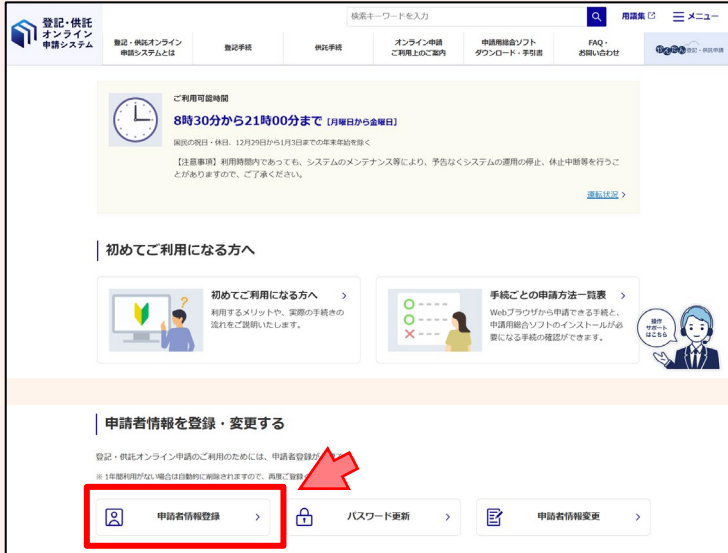 登記・供託
オンライン
申請システム
検索キーワードを入力
用語集
メニュー
登記・供託オンライン
申請システムとは
登記手続
供託手続
オンライン申請
ご利用上のご案内
申請用総合ソフト
ダウンロード・手引書
FAQ・
お問い合わせ
かんたん登記・供託申請
ご利用可能時間
8時30分から21時00分まで [月曜日から金曜日]
国民の祝日・休日、12月29日から1月3日までの年末年始を除く
【注意事項】利用時間内であっても、システムのメンテナンス等により、予告なくシステムの運用の停止、休止中断等を行うこ
とがありますので、ご了承ください。
運転状況
初めてご利用になる方へ
初めてご利用になる方へ
利用するメリットや、実際の手続きの
流れをご説明いたします。
手続ごとの申請方法一覧表
Webブラウザから申請できる手続と、
申請用総合ソフトのインストールが必
要になる手続の確認ができます。
操作
サポート
はこちら
申請者情報を登録・変更する
登記・供託オンライン申請のご利用のためには、申請者登録が
※ 1年間利用がない場合は自動的に削除されますので、再度ご登録
申請者情報登録
パスワード更新
申請者情報変更